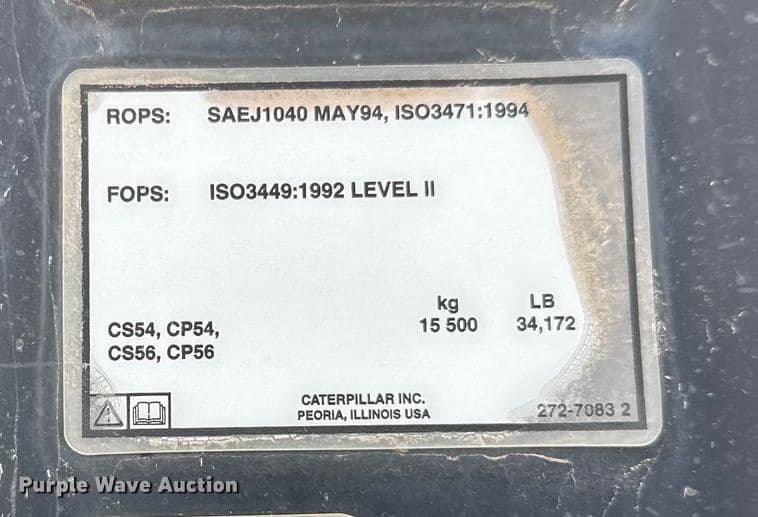 ROPS: SAEJ1040 MAY94, ISO3471:1994
FOPS: ISO3449:1992 LEVEL II
kg LB
CS54, CP54, 15 500 34,172
CS56, CP56
CATERPILLAR INC.
PEORIA, ILLINOIS USA 272-7083 2
Purple Wave Auction